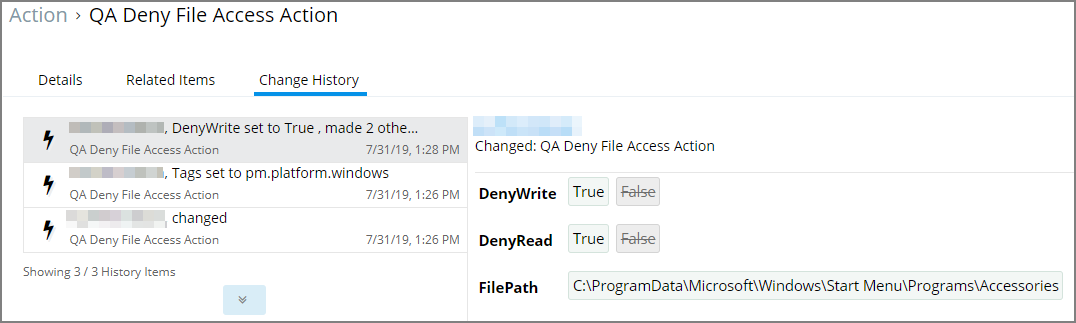 Action › QA Deny File Access Action
Details Related Items Change History
, DenyWrite set to True , made 2 othe...
QA Deny File Access Action 7/31/19, 1:28 PM
, Tags set to pm.platform.windows
QA Deny File Access Action 7/31/19, 1:26 PM
, changed
QA Deny File Access Action 7/31/19, 1:26 PM
Showing 3 / 3 History Items
Changed: QA Deny File Access Action
DenyWrite True False
DenyRead True False
FilePath C:\ProgramData\Microsoft\Windows\Start Menu\Programs\Accessories